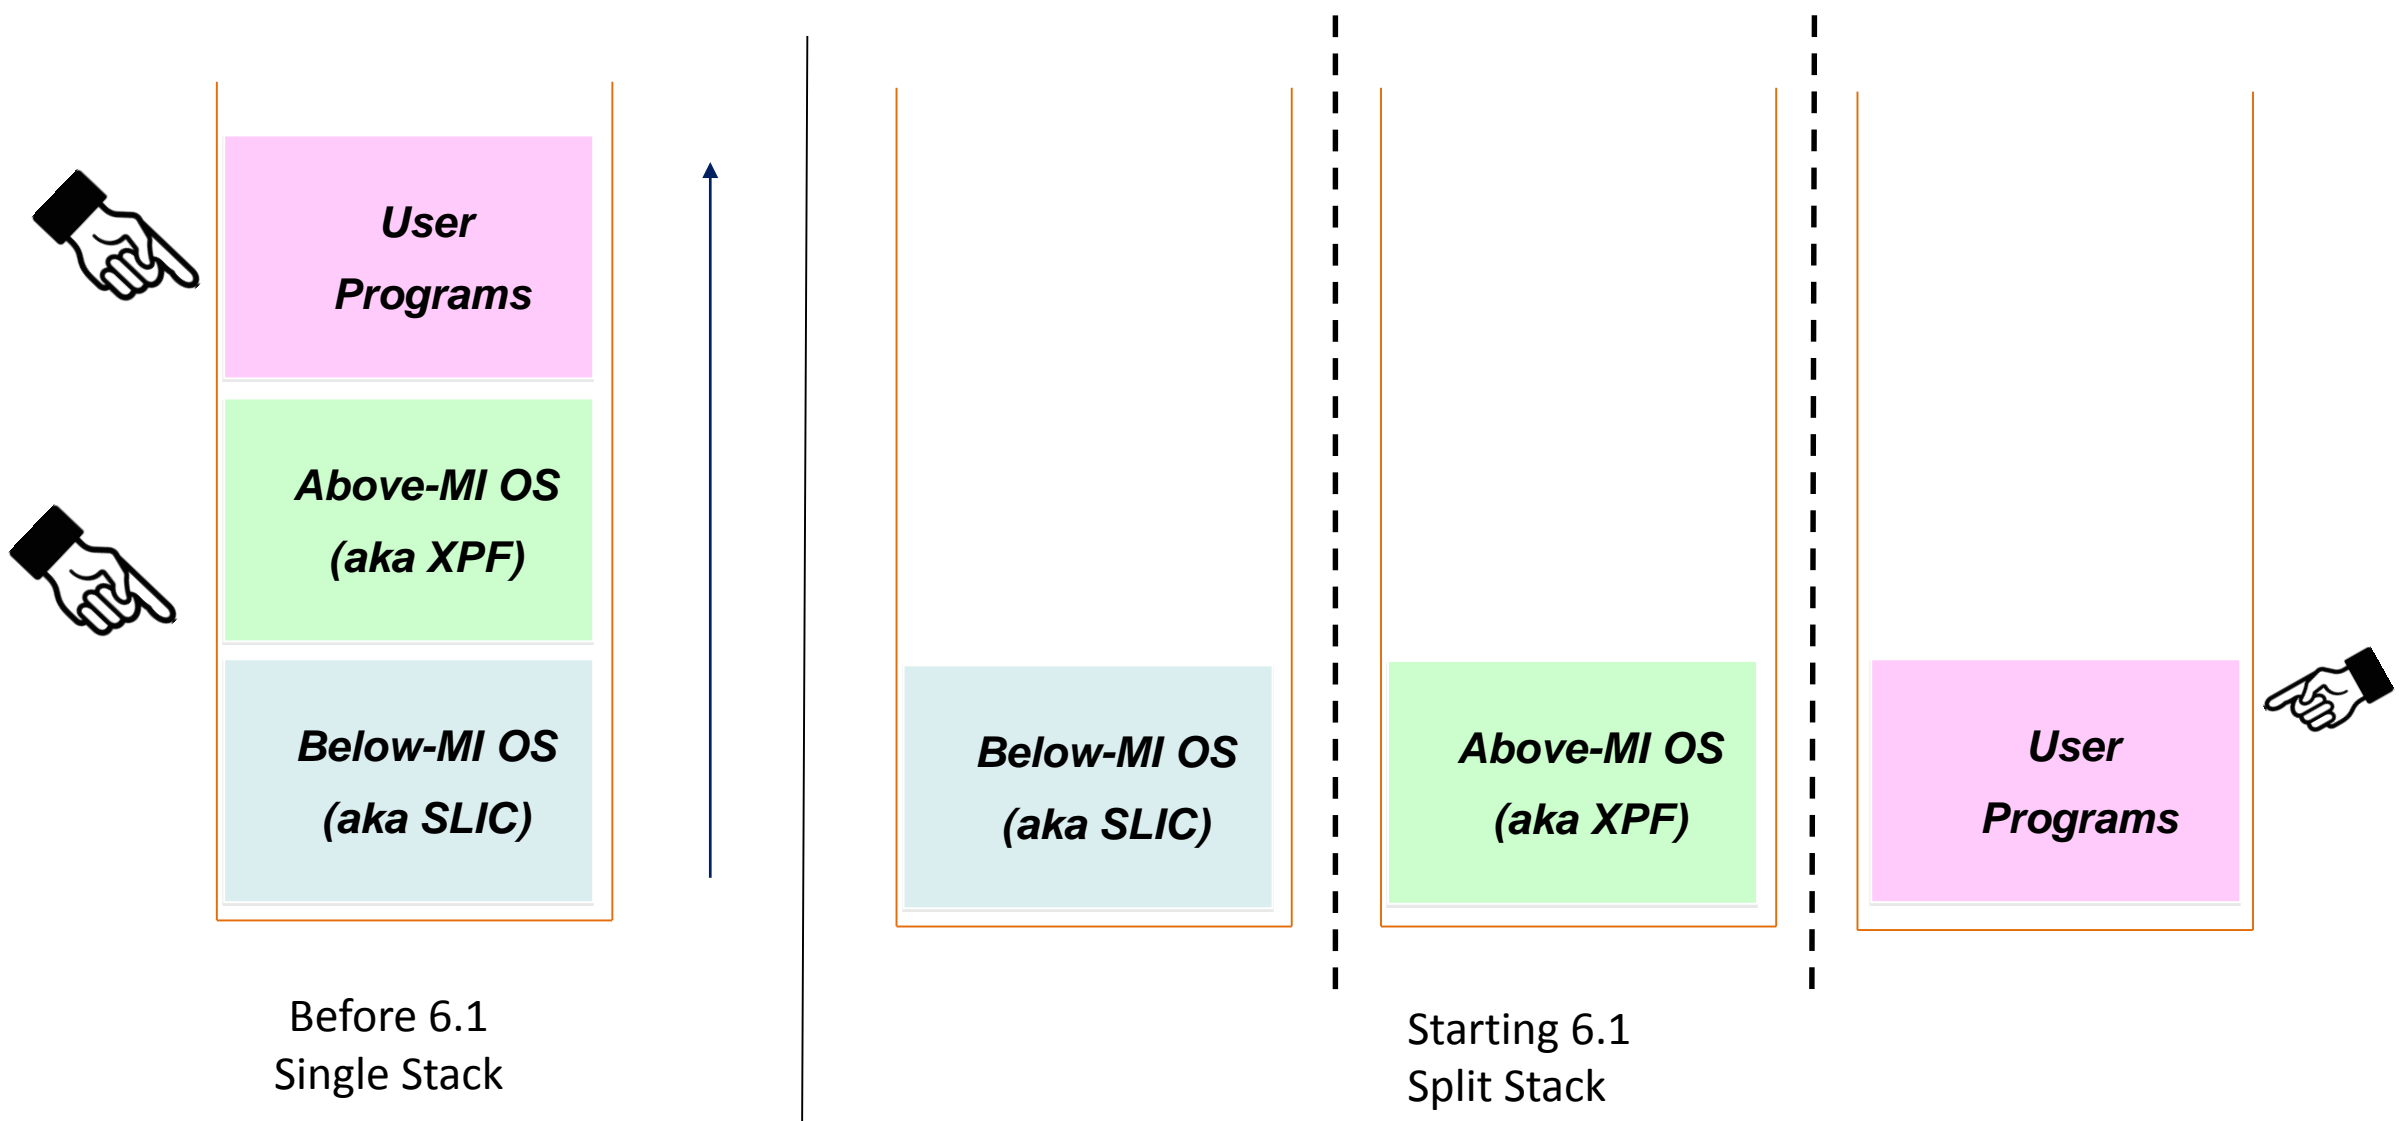 User
Programs
Above-MI OS
(aka XPF)
Below-MI OS
(aka SLIC)
Before 6.1
Single Stack
Below-MI OS
(aka SLIC)
Above-MI OS
(aka XPF)
User
Programs
Starting 6.1
Split Stack